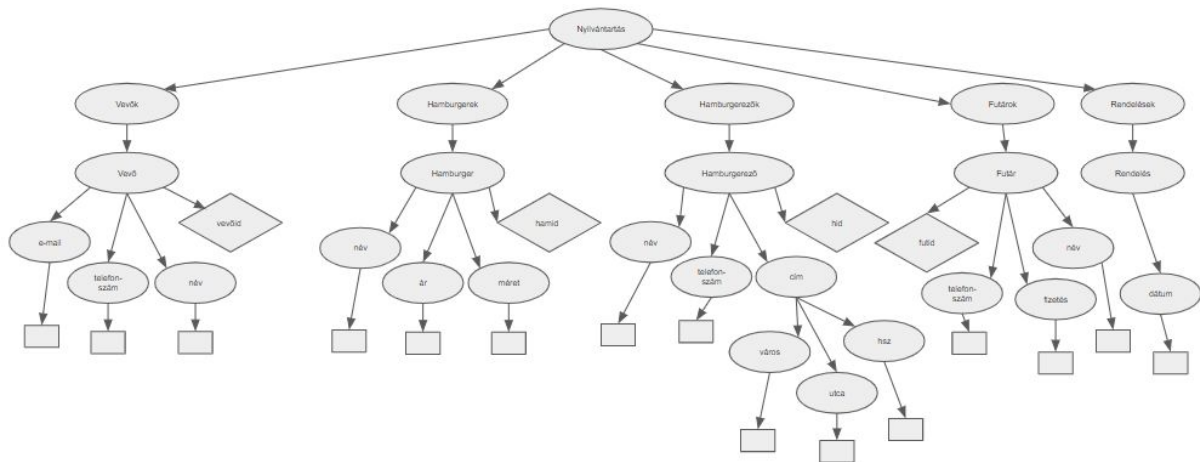 Nyilvántartás
Vevők
Hamburgerek
Hamburgerezők
Futárok
Rendelések
Vevő
Hamburger
Hamburgerező
Futár
Rendelés
e-mail
telefon-
szám
név
vevőid
név
ár
méret
hamid
név
telefon-
szám
cím
hid
város
utca
hsz
futid
telefon-
szám
fizetés
név
dátum